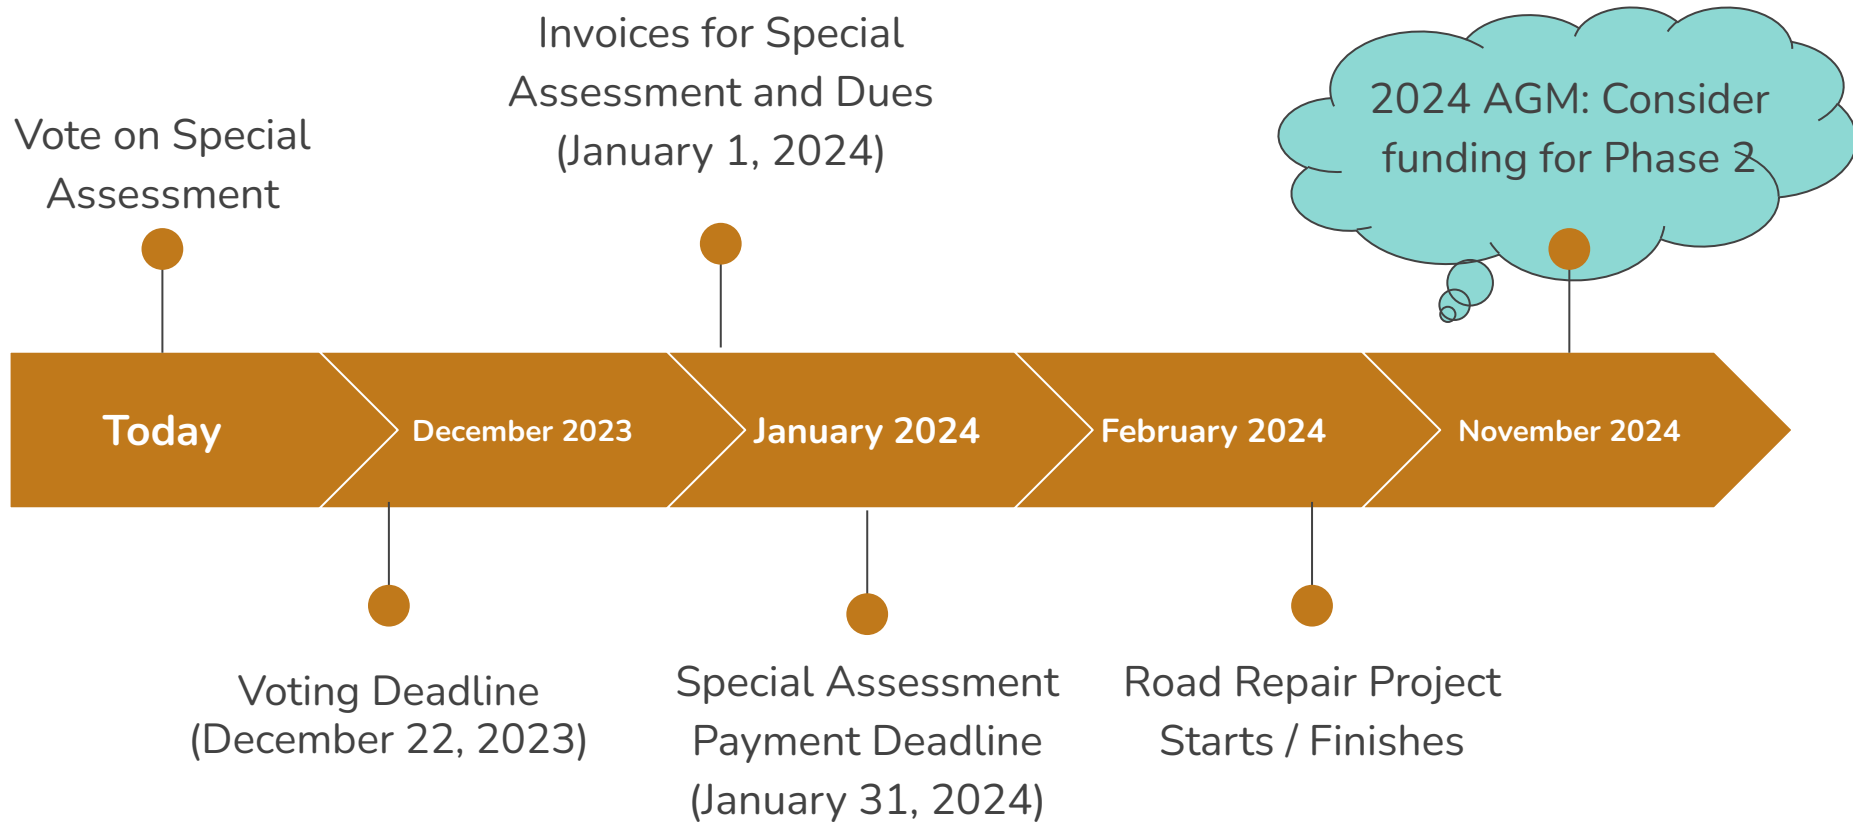 Vote on Special
Assessment
Invoices for Special
Assessment and Dues
(January 1, 2024)
2024 AGM: Consider
funding for Phase 2
Today
December 2023
January 2024
February 2024
November 2024
Voting Deadline
(December 22, 2023)
Special Assessment
Payment Deadline
(January 31, 2024)
Road Repair Project
Starts / Finishes